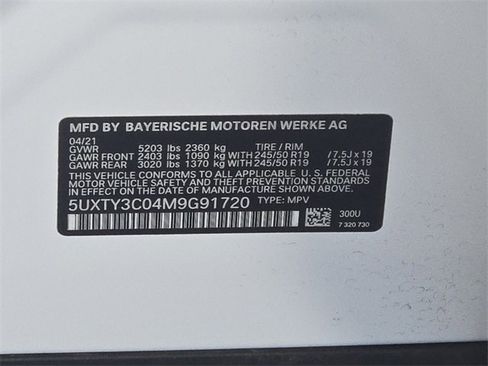 MFD BY BAYERISCHE MOTOREN WERKE AG
04/21
GVWR 5203 lbs 2360 kg TIRE / RIM
GAWR FRONT 2403 lbs 1090 kg WITH 245/50 R19 /7.5J x 19
GAWR REAR 3020 lbs 1370 kg WITH 245/50 R19 /7.5J x 19
THIS VEHICLE CONFORMS TO ALL APPLICABLE U. S. FEDERAL
MOTOR VEHICLE SAFETY, BUMPER, AND THEFT PREVENTION STANDARDS
IN EFFECT ON THE DATE OF MANUFACTURE SHOWN ABOVE.
5UXTY3C04M9G91720 TYPE: MPV
300U
7 320 730